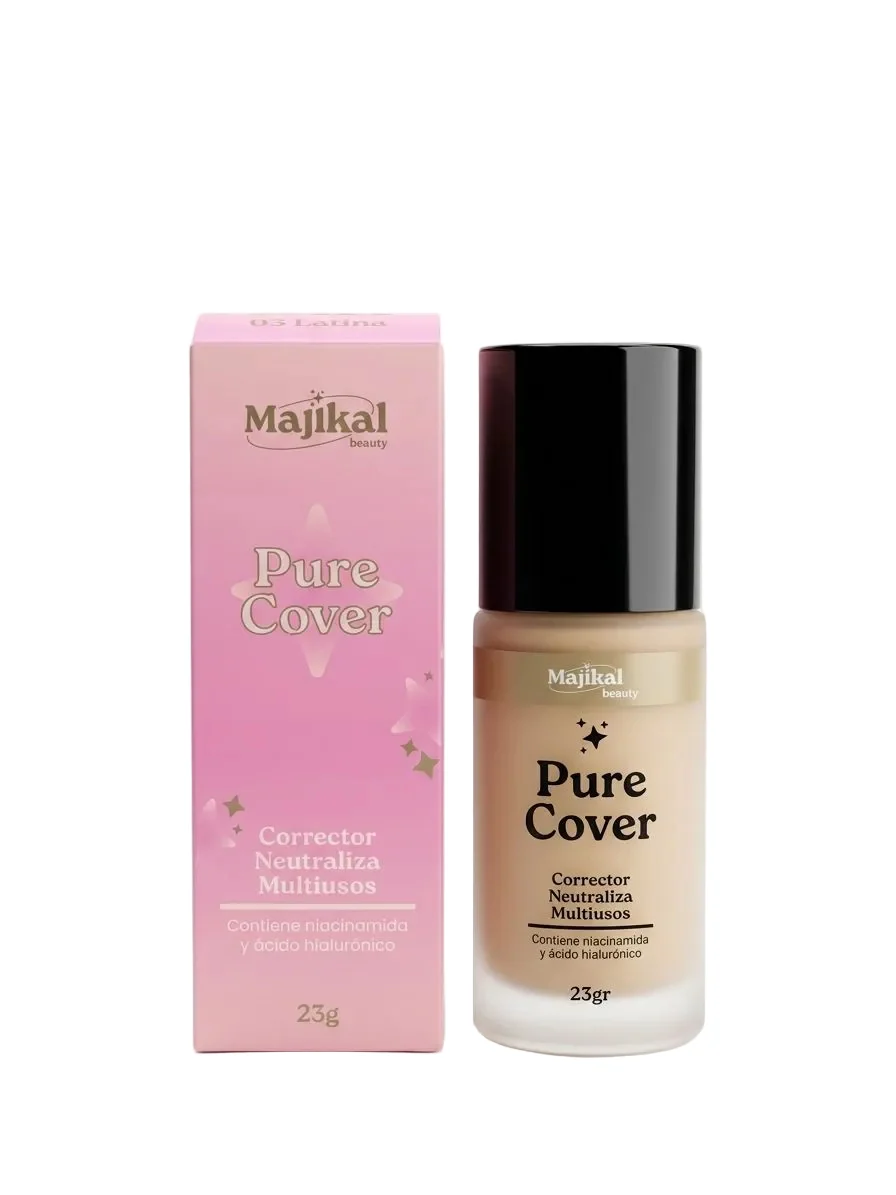 03 Latina
Majikal
beauty
Pure
Cover
Corrector
Neutraliza
Multiusos
Contiene niacinamida
y ácido hialurónico
23g
Majikal
beauty
Pure
Cover
Corrector
Neutraliza
Multiusos
Contiene niacinamida
y ácido hialurónico
23gr